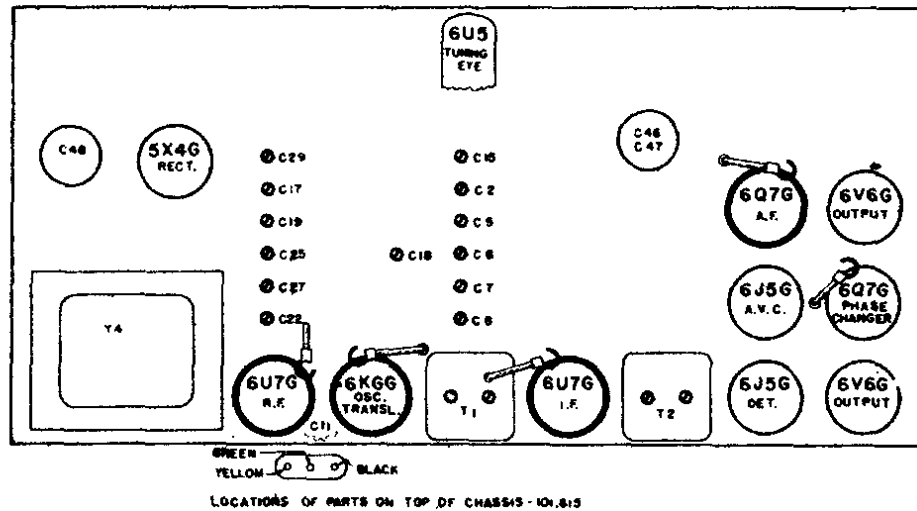 6U5
TUNING
EYE
C48
5X4G
RECT.
C46
C47
C29
C17
C19
C25
C27
C22
C18
C15
C2
C5
C6
C7
C8
6Q7G
A.F.
6V6G
OUTPUT
6J5G
A.V.C.
6Q7G
PHASE
CHANGER
Y4
6U7G
R.F.
6KGG
OSC.
TRANSL.
C11
T1
6U7G
I.F.
T2
6J5G
DET.
6V6G
OUTPUT
GREEN
YELLOW
BLACK
LOCATIONS OF PARTS ON TOP OF CHASSIS - 101.615